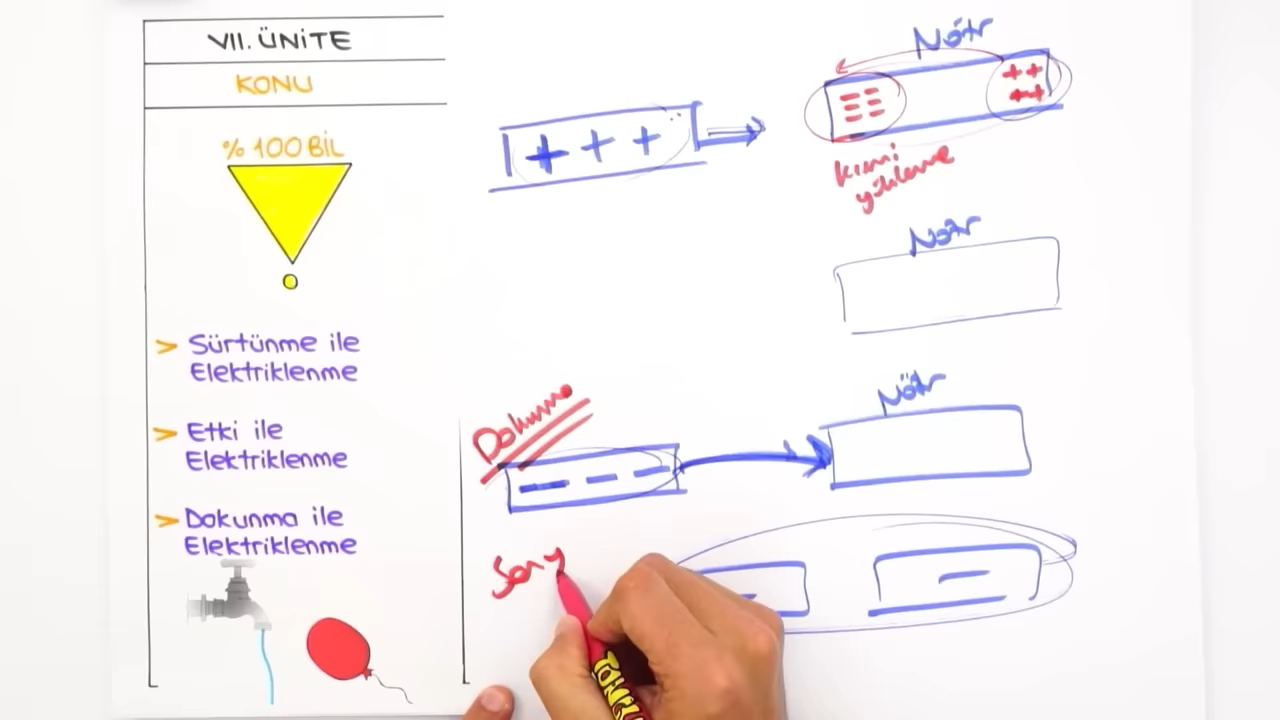 VII. ÜNİTE
KONU
% 100 BİL
> Sürtünme ile
Elektriklenme
> Etki ile
Elektriklenme
> Dokunma ile
Elektriklenme
Nötr
+ + +
kısmi
yükleme
Nötr
Dokunma
Nötr
Son y